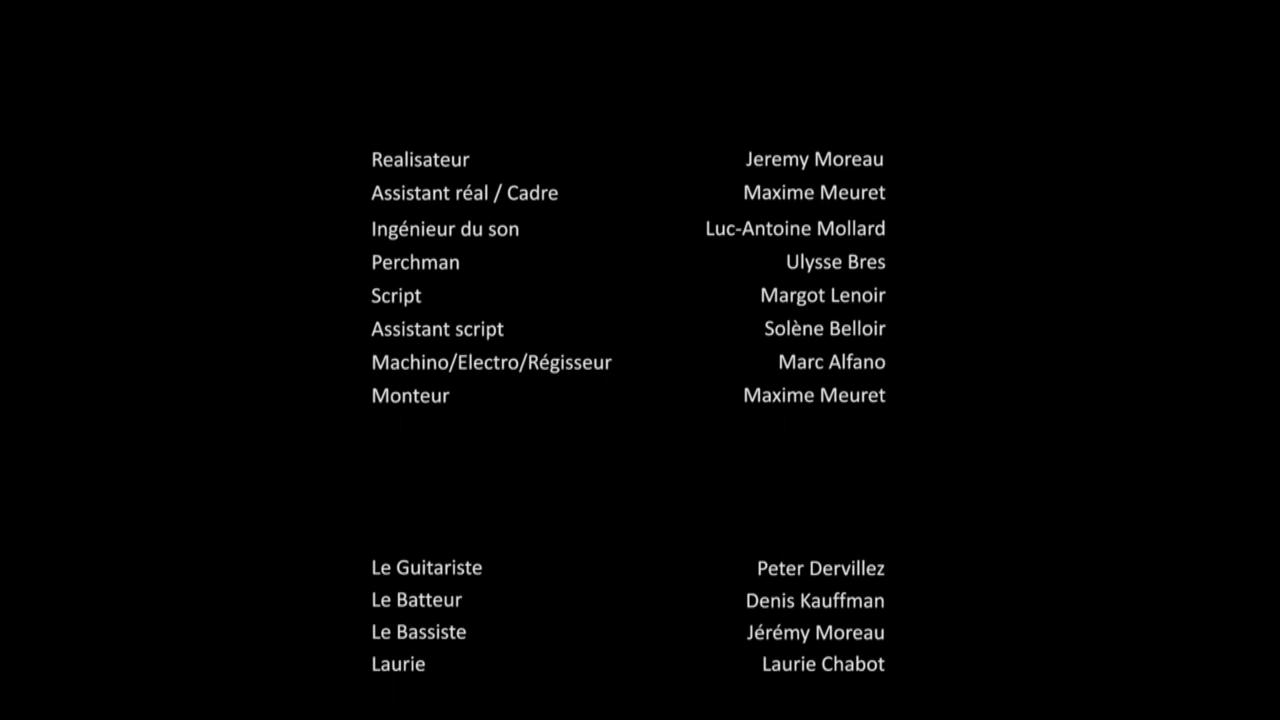 Realisateur Jeremy Moreau
Assistant réal / Cadre Maxime Meuret
Ingénieur du son Luc-Antoine Mollard
Perchman Ulysse Bres
Script Margot Lenoir
Assistant script Solène Belloir
Machino/Electro/Régisseur Marc Alfano
Monteur Maxime Meuret
Le Guitariste Peter Dervillez
Le Batteur Denis Kauffman
Le Bassiste Jérémy Moreau
Laurie Laurie Chabot